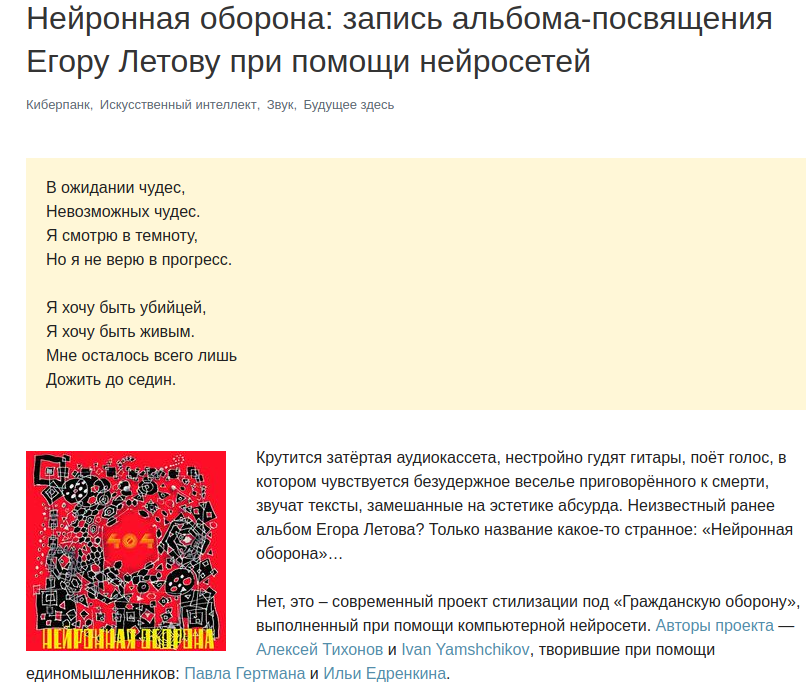 Нейронная оборона: запись альбома-посвящения
Егору Летову при помощи нейросетей
Киберпанк, Искусственный интеллект, Звук, Будущее здесь
В ожидании чудес,
Невозможных чудес.
Я смотрю в темноту,
Но я не верю в прогресс.
Я хочу быть убийцей,
Я хочу быть живым.
Мне осталось всего лишь
Дожить до седин.
404
НЕЙРОННАЯ ОБОРОНА
Крутится затёртая аудиокассета, нестройно гудят гитары, поёт голос, в
котором чувствуется безудержное веселье приговорённого к смерти,
звучат тексты, замешанные на эстетике абсурда. Неизвестный ранее
альбом Егора Летова? Только название какое-то странное: «Нейронная
оборона»…
Нет, это – современный проект стилизации под «Гражданскую оборону»,
выполненный при помощи компьютерной нейросети. Авторы проекта —
Алексей Тихонов и Ivan Yamshchikov, творившие при помощи
единомышленников: Павла Гертмана и Ильи Едренкина.